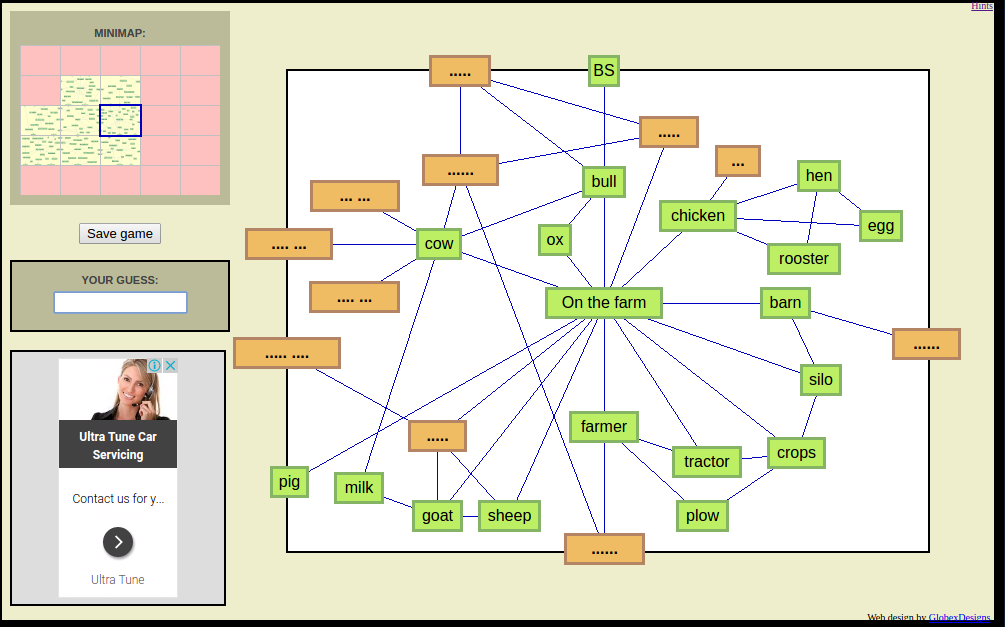 Hints
MINIMAP:
Save game
YOUR GUESS:
Ultra Tune Car
Servicing
Contact us for y...
Ultra Tune
.....
BS
.....
......
...
hen
... ...
bull
chicken
egg
.... ...
cow
ox
rooster
.... ...
On the farm
barn
..... ....
......
silo
.....
farmer
tractor
crops
pig
milk
goat
sheep
plow
......
Web design by GlobexDesigns